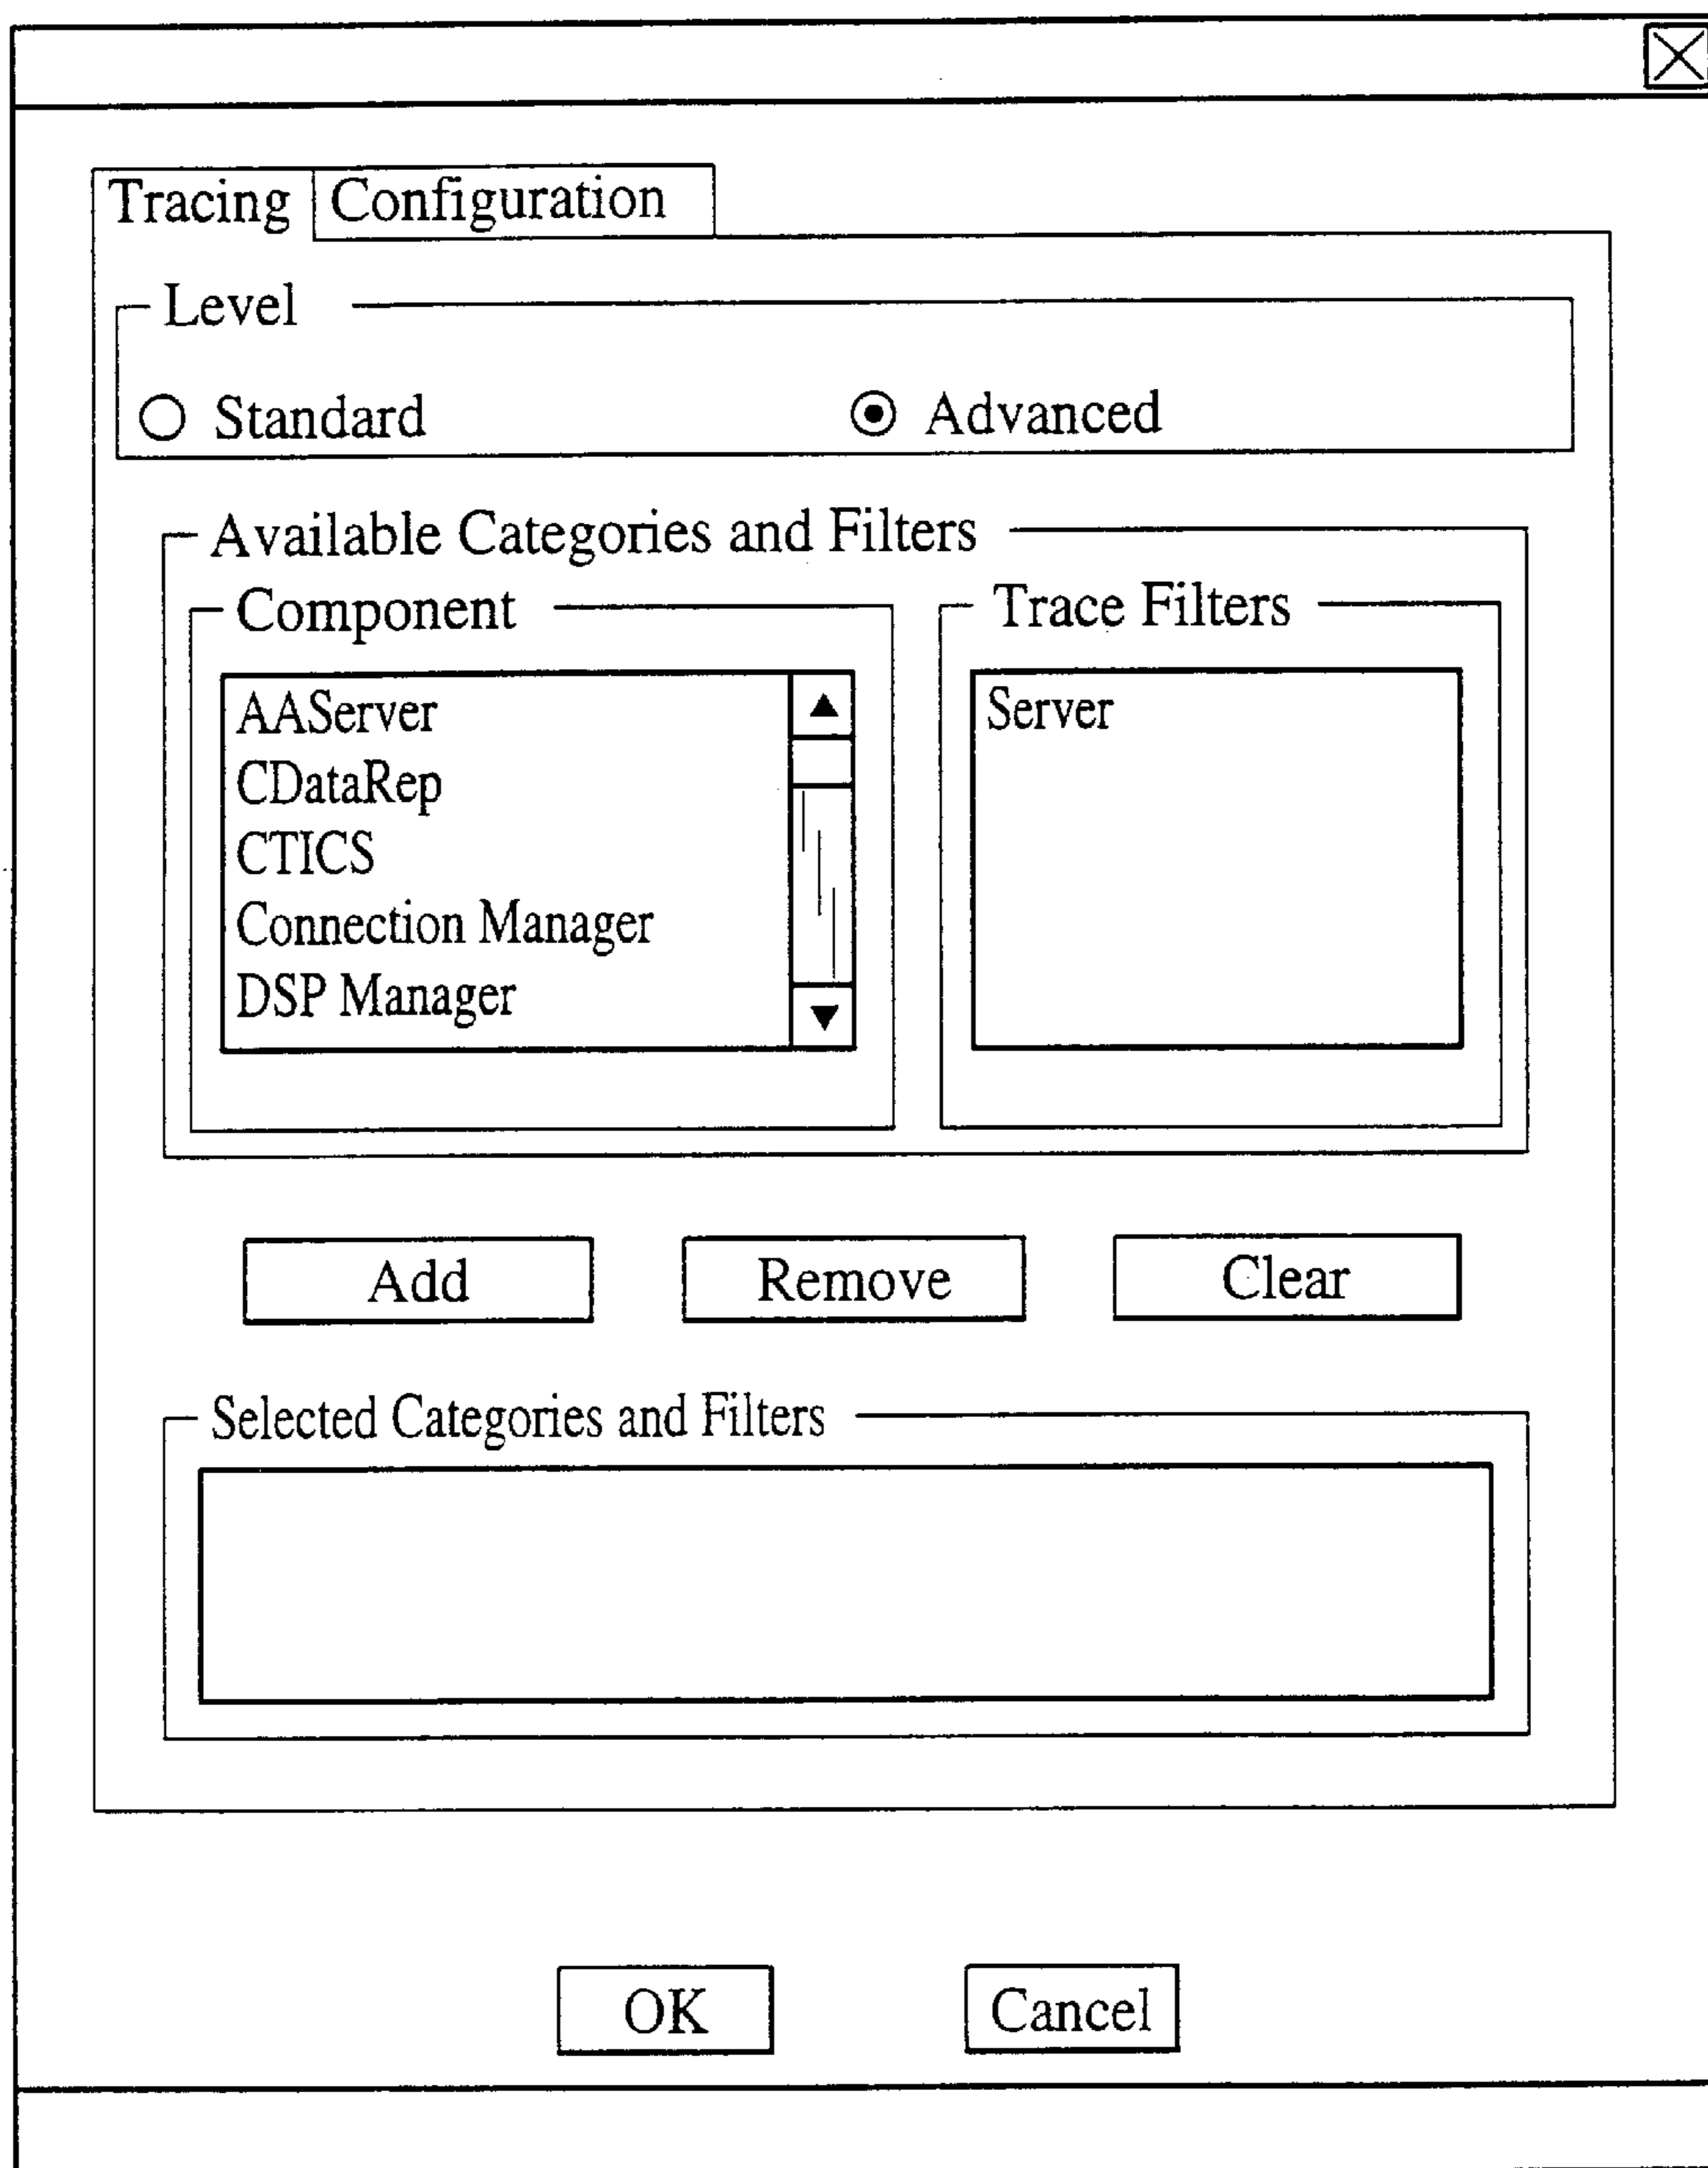 Tracing Configuration
Level
Standard Advanced
Available Categories and Filters
Component Trace Filters
AAServer
CDataRep
CTICS
Connection Manager
DSP Manager
Server
Add Remove Clear
Selected Categories and Filters
OK Cancel